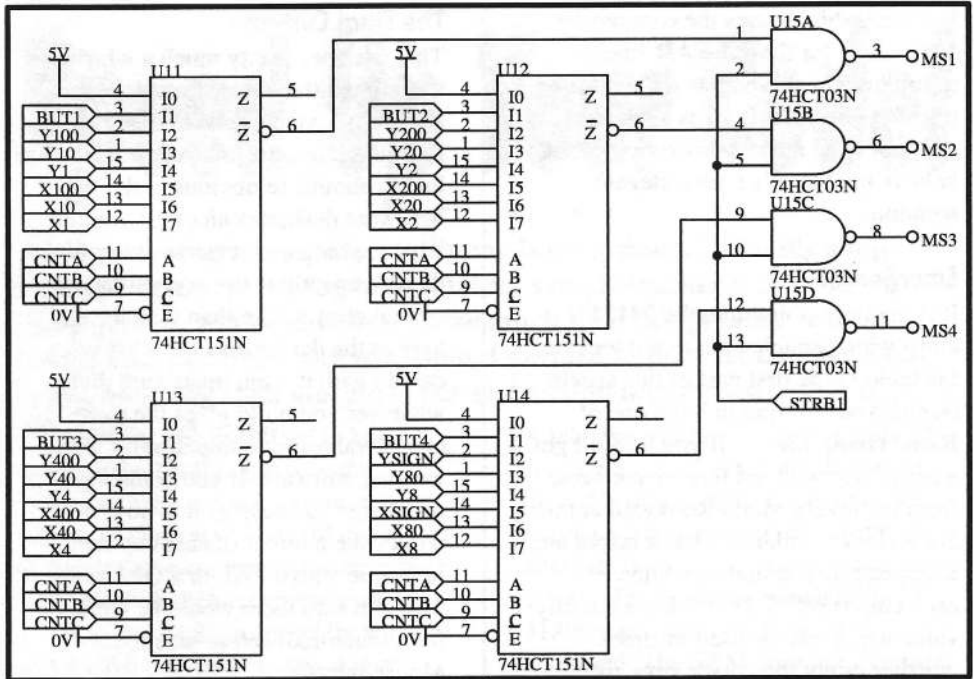 U11
5V
4 I0 Z 5
BUT1 3 I1
Y100 2 I2 Z 6
Y10 1 I3
Y1 15 I4
X100 14 I5
X10 13 I6
X1 12 I7
CNTA 11 A
CNTB 10 B
CNTC 9 C
0V 7 E
74HCT151N
U12
5V
4 I0 Z 5
BUT2 3 I1
Y200 2 I2 Z 6
Y20 1 I3
Y2 15 I4
X200 14 I5
X20 13 I6
X2 12 I7
CNTA 11 A
CNTB 10 B
CNTC 9 C
0V 7 E
74HCT151N
U15A
1 3 MS1
2
74HCT03N
U15B
4 6 MS2
5
74HCT03N
U15C
9 8 MS3
10
74HCT03N
U15D
12 11 MS4
13
74HCT03N
STRB1
U13
5V
4 I0 Z 5
BUT3 3 I1
Y400 2 I2 Z 6
Y40 1 I3
Y4 15 I4
X400 14 I5
X40 13 I6
X4 12 I7
CNTA 11 A
CNTB 10 B
CNTC 9 C
0V 7 E
74HCT151N
U14
5V
4 I0 Z 5
BUT4 3 I1
YSIGN 2 I2 Z 6
Y80 1 I3
Y8 15 I4
XSIGN 14 I5
X80 13 I6
X8 12 I7
CNTA 11 A
CNTB 10 B
CNTC 9 C
0V 7 E
74HCT151N